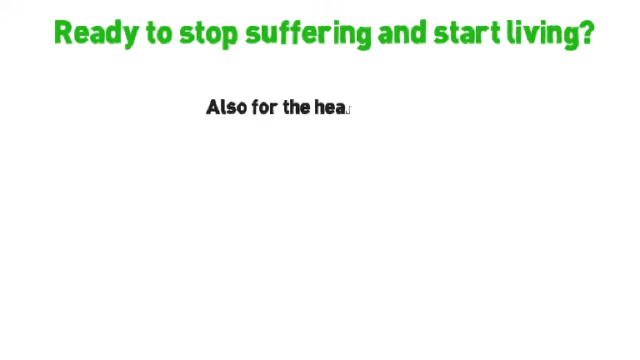 Ready to stop suffering and start living?
Also for the hea